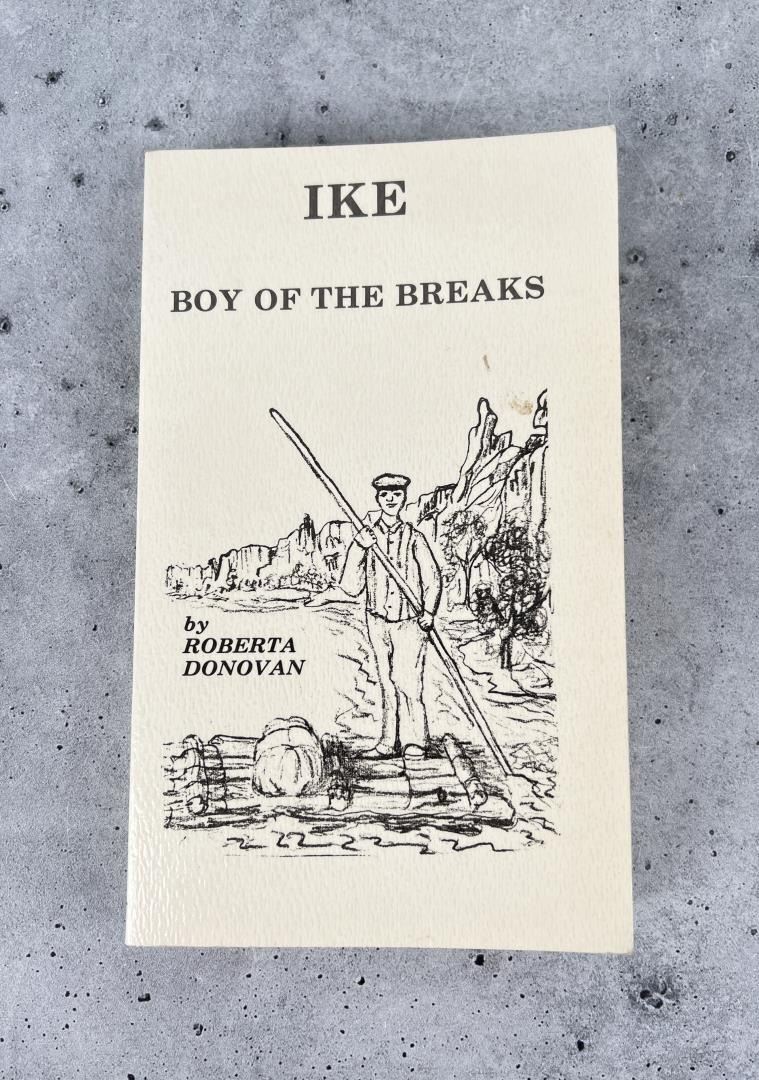 IKE
BOY OF THE BREAKS
by
ROBERTA
DONOVAN